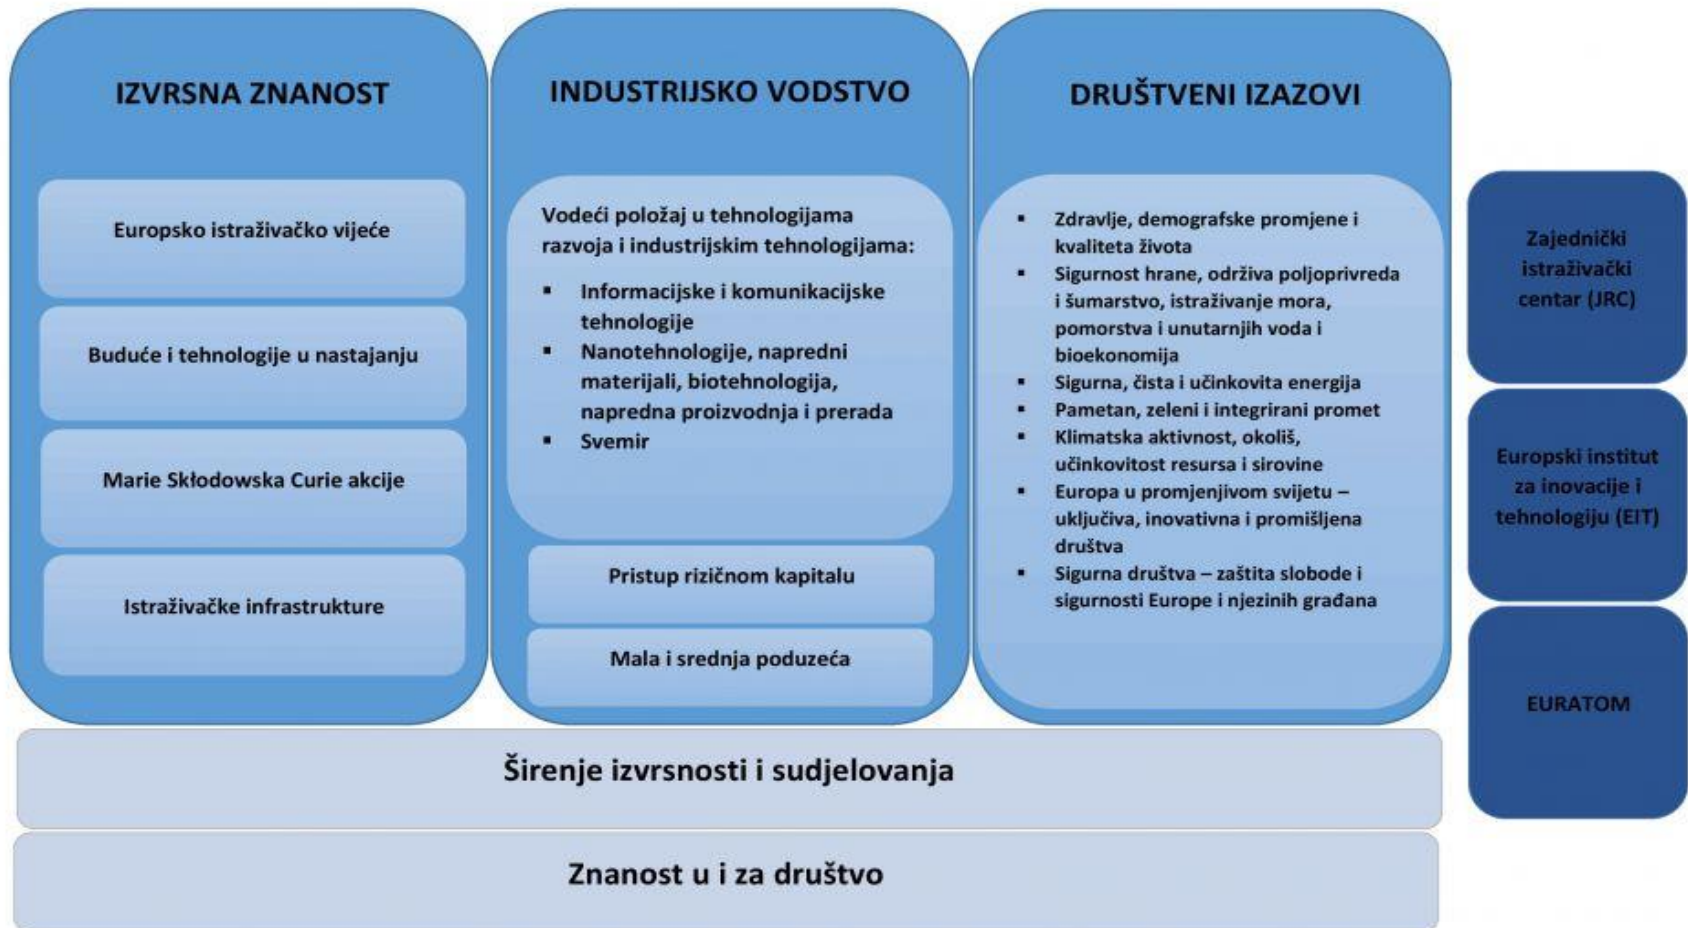 IZVRSNA ZNANOST
Europsko istraživačko vijeće
Buduće i tehnologije u nastajanju
Marie Skłodowska Curie akcije
Istraživačke infrastrukture
INDUSTRIJSKO VODSTVO
Vodeći položaj u tehnologijama
razvoja i industrijskim tehnologijama:
▪ Informacijske i komunikacijske
tehnologije
▪ Nanotehnologije, napredni
materijali, biotehnologija,
napredna proizvodnja i prerada
▪ Svemir
Pristup rizičnom kapitalu
Mala i srednja poduzeća
DRUŠTVENI IZAZOVI
▪ Zdravlje, demografske promjene i
kvaliteta života
▪ Sigurnost hrane, održiva poljoprivreda
i šumarstvo, istraživanje mora,
pomorstva i unutarnjih voda i
bioekonomija
▪ Sigurna, čista i učinkovita energija
▪ Pametan, zeleni i integrirani promet
▪ Klimatska aktivnost, okoliš,
učinkovitost resursa i sirovine
▪ Europa u promjenjivom svijetu –
uključiva, inovativna i promišljena
društva
▪ Sigurna društva – zaštita slobode i
sigurnosti Europe i njezinih građana
Zajednički
istraživački
centar (JRC)
Europski institut
za inovacije i
tehnologiju (EIT)
EURATOM
Širenje izvrsnosti i sudjelovanja
Znanost u i za društvo